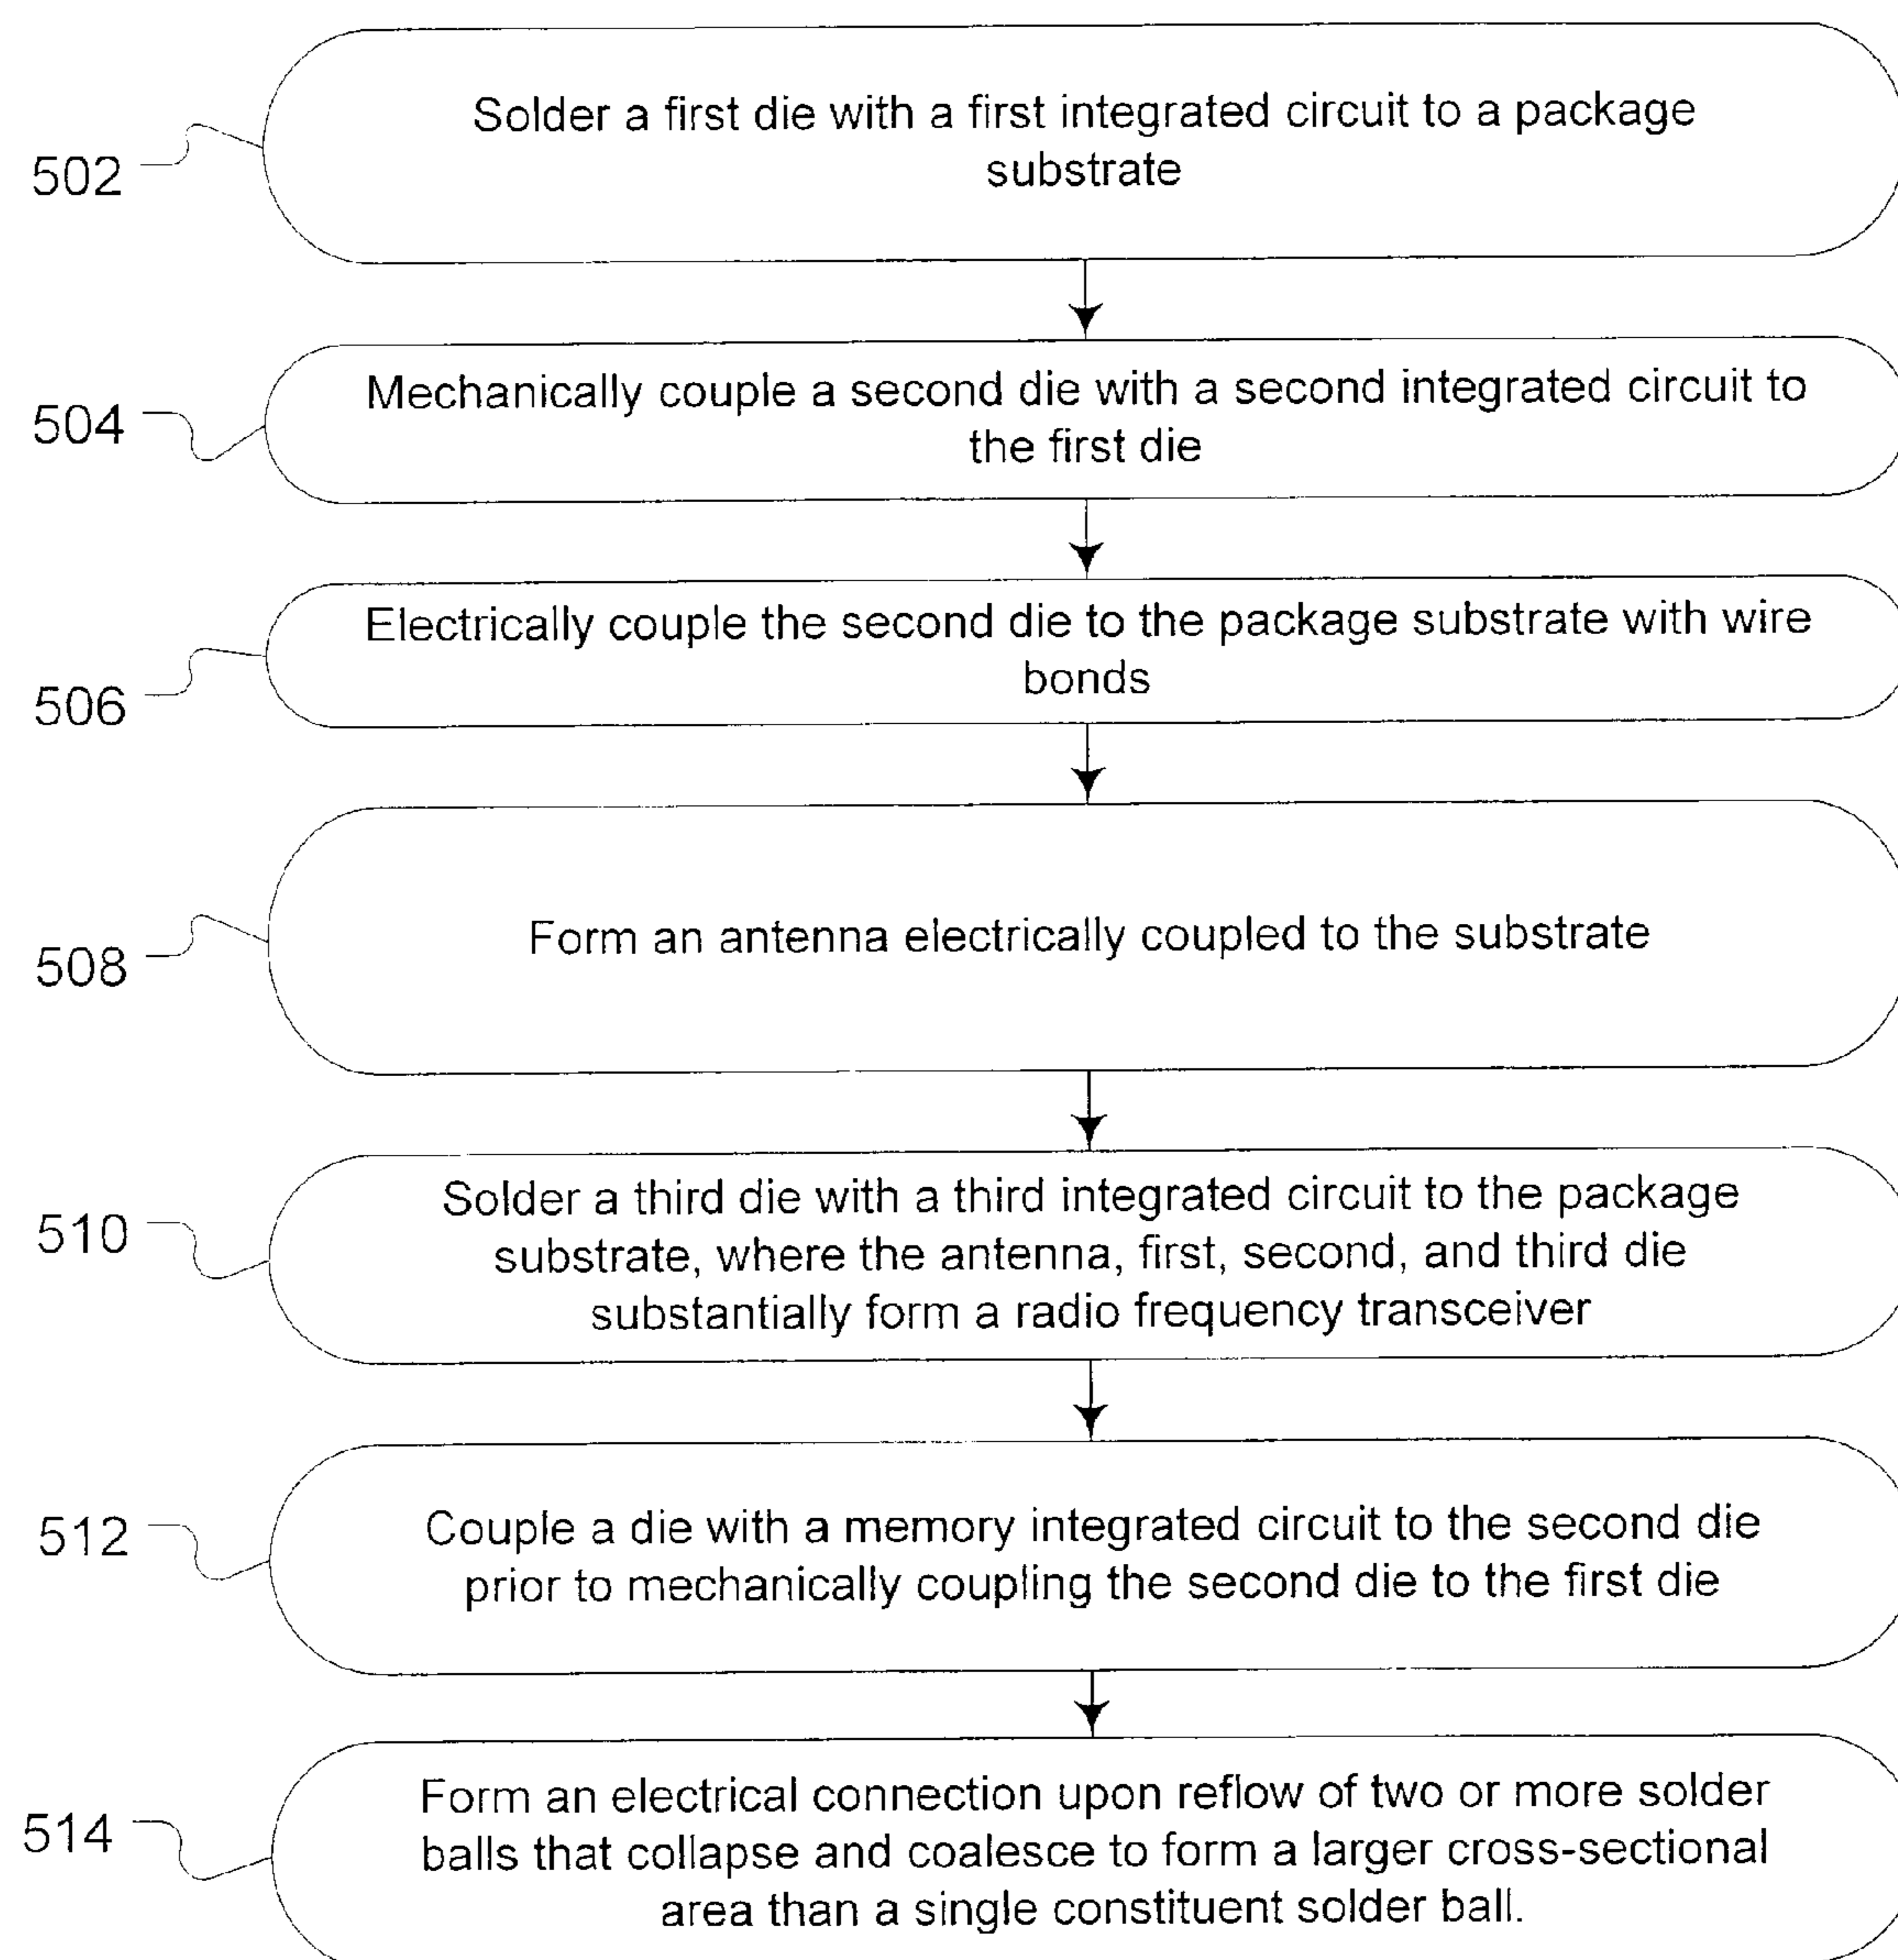 502
Solder a first die with a first integrated circuit to a package
substrate
504
Mechanically couple a second die with a second integrated circuit to
the first die
506
Electrically couple the second die to the package substrate with wire
bonds
508
Form an antenna electrically coupled to the substrate
510
Solder a third die with a third integrated circuit to the package
substrate, where the antenna, first, second, and third die
substantially form a radio frequency transceiver
512
Couple a die with a memory integrated circuit to the second die
prior to mechanically coupling the second die to the first die
514
Form an electrical connection upon reflow of two or more solder
balls that collapse and coalesce to form a larger cross-sectional
area than a single constituent solder ball.